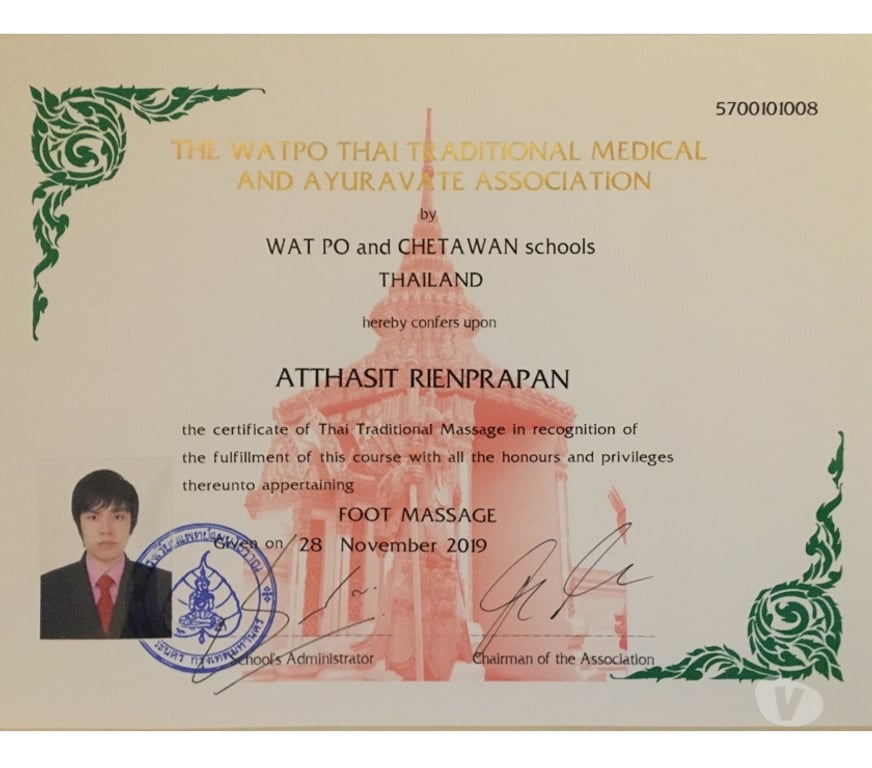 5700101008
THE WATPO THAI TRADITIONAL MEDICAL
AND AYURAVATE ASSOCIATION
by
WAT PO and CHETAWAN schools
THAILAND
hereby confers upon
ATTHASIT RIENPRAPAN
the certificate of Thai Traditional Massage in recognition of
the fulfillment of this course with all the honours and privileges
thereunto appertaining
FOOT MASSAGE
Given on 28 November 2019
School's Administrator
Chairman of the Association
V